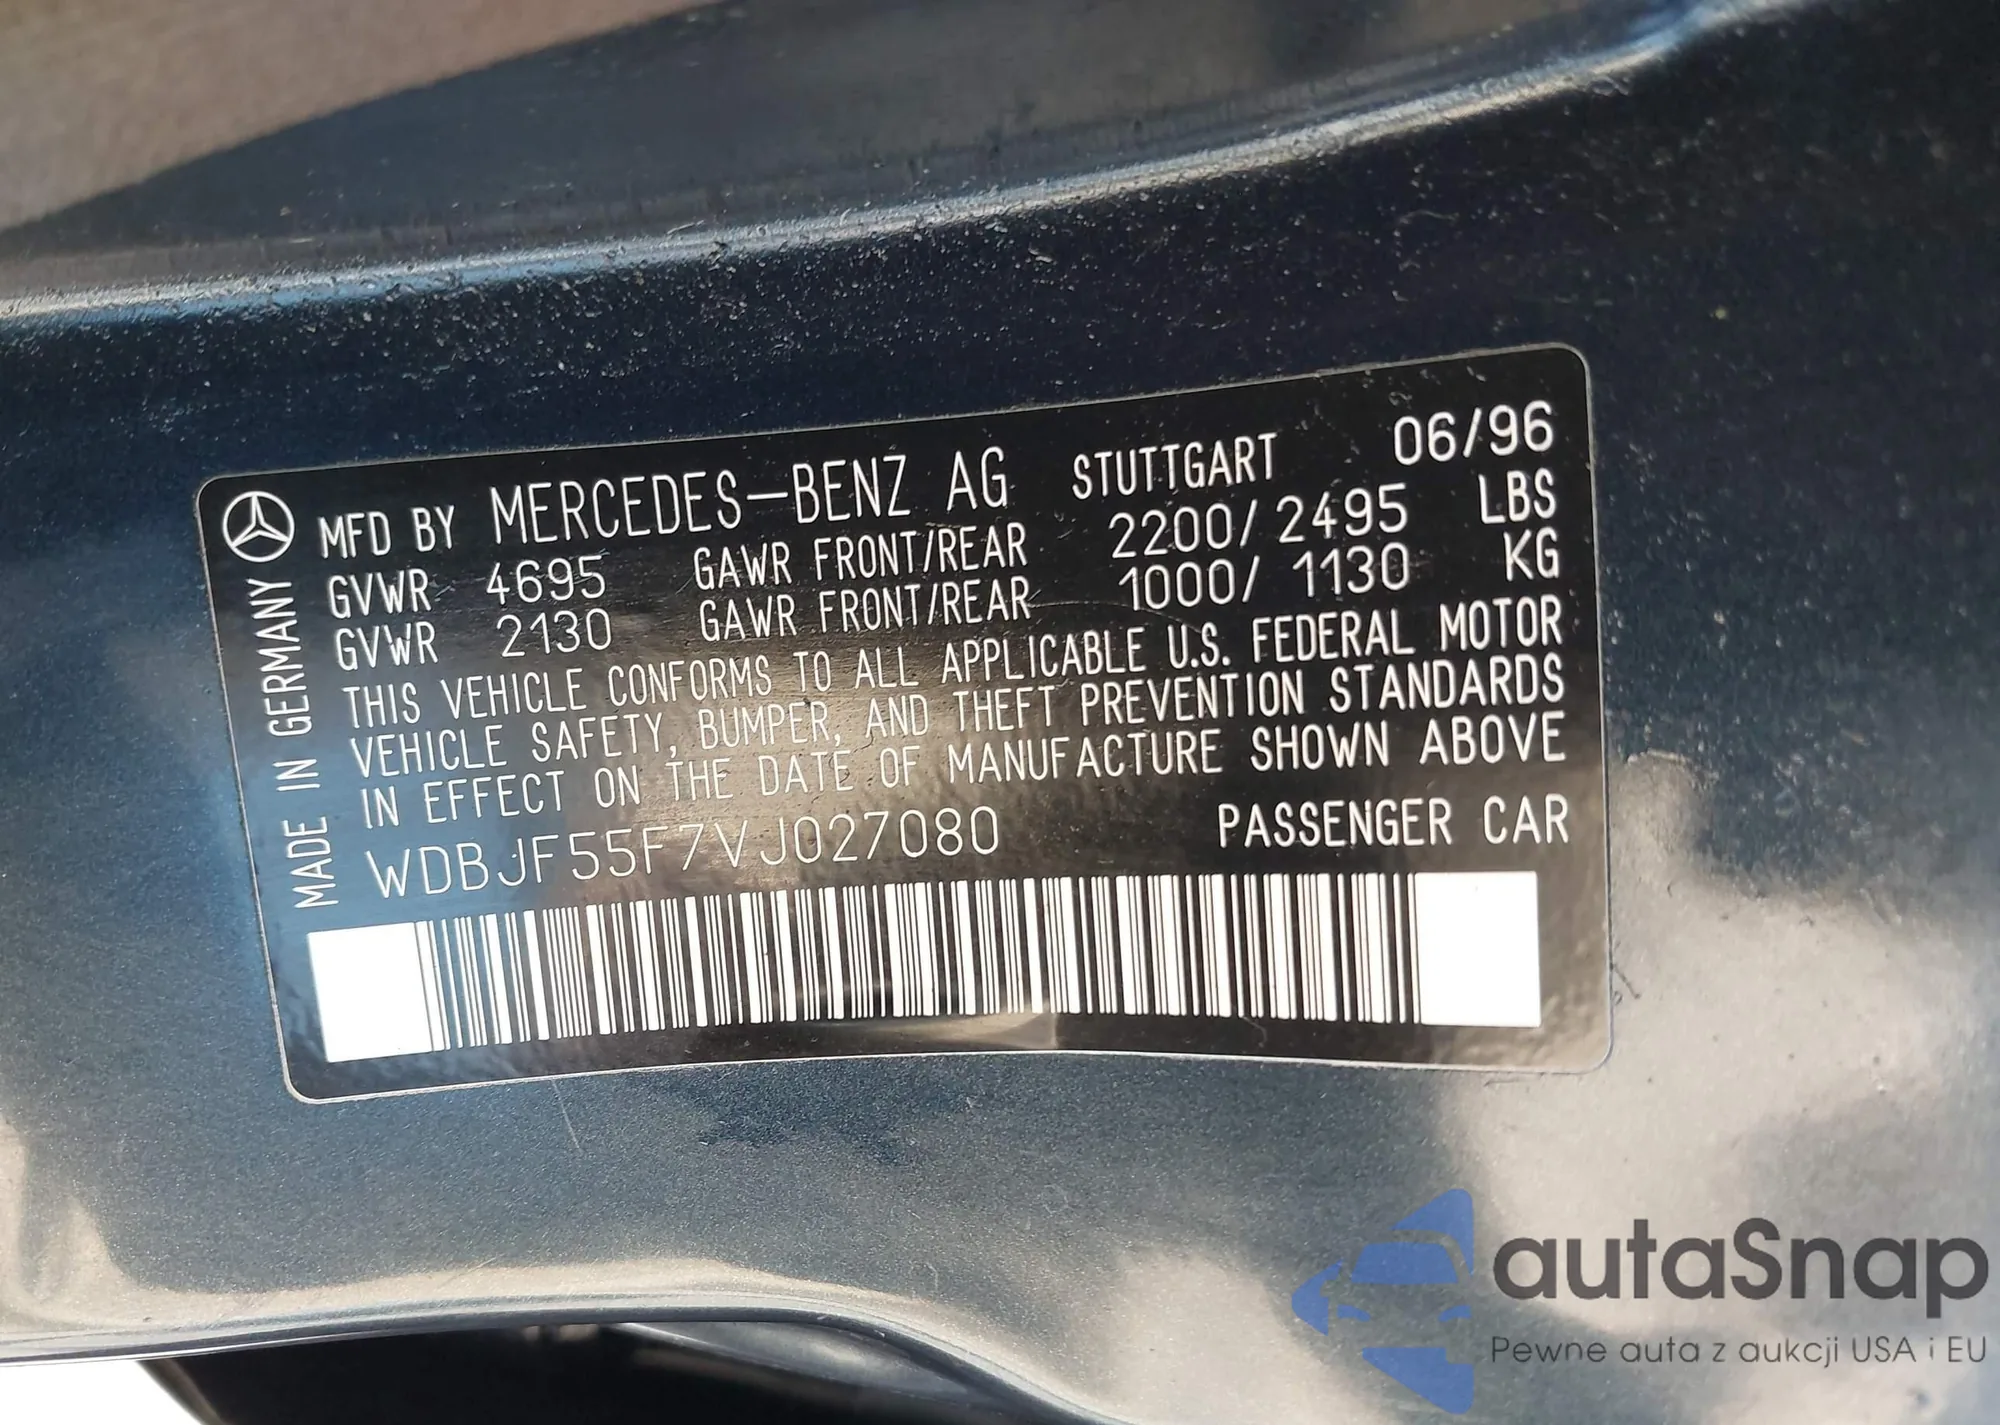 MFD BY MERCEDES-BENZ AG STUTTGART 06/96
GVWR 4695 GAWR FRONT/REAR 2200/2495 LBS
GVWR 2130 GAWR FRONT/REAR 1000/ 1130 KG
THIS VEHICLE CONFORMS TO ALL APPLICABLE U.S. FEDERAL MOTOR
VEHICLE SAFETY, BUMPER, AND THEFT PREVENTION STANDARDS
IN EFFECT ON THE DATE OF MANUFACTURE SHOWN ABOVE
WDBJF55F7VJ027080 PASSENGER CAR
MADE IN GERMANY
autaSnap
Pewne auta z aukcji USA i EU